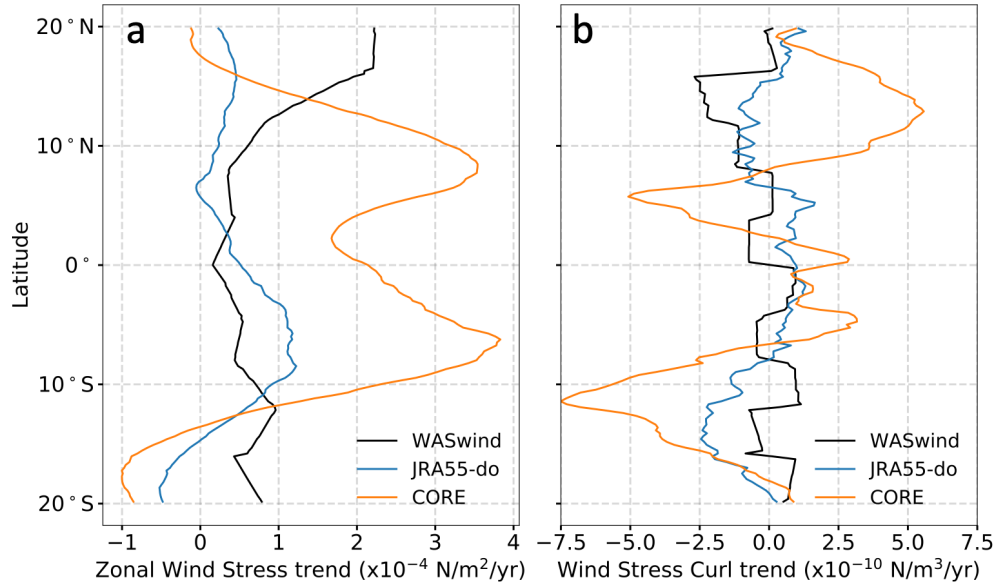 a
b
20°N
10°N
0°
10°S
20°S
Latitude
WASwind
JRA55-do
CORE
WASwind
JRA55-do
CORE
−1 0 1 2 3 4
−7.5 −5.0 −2.5 0.0 2.5 5.0 7.5
Zonal Wind Stress trend (x10⁻⁴ N/m²/yr)
Wind Stress Curl trend (x10⁻¹⁰ N/m³/yr)